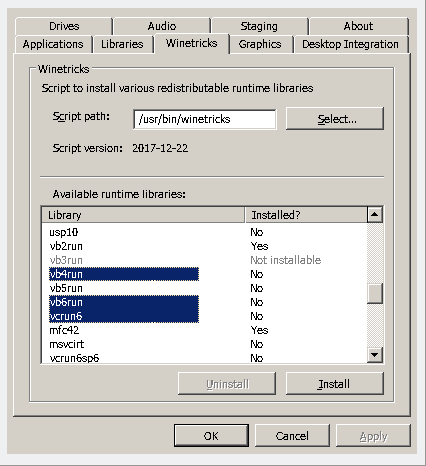 Drives Audio Staging About
Applications Libraries Winetricks Graphics Desktop Integration
Winetricks
Script to install various redistributable runtime libraries
Script path: /usr/bin/winetricks Select...
Script version: 2017-12-22
Available runtime libraries:
Library Installed?
usp10 No
vb2run Yes
vb3run Not installable
vb4run No
vb5run No
vb6run No
vcrun6 No
mfc42 Yes
msvcirt No
vcrun6sp6 No
Uninstall Install
OK Cancel Apply